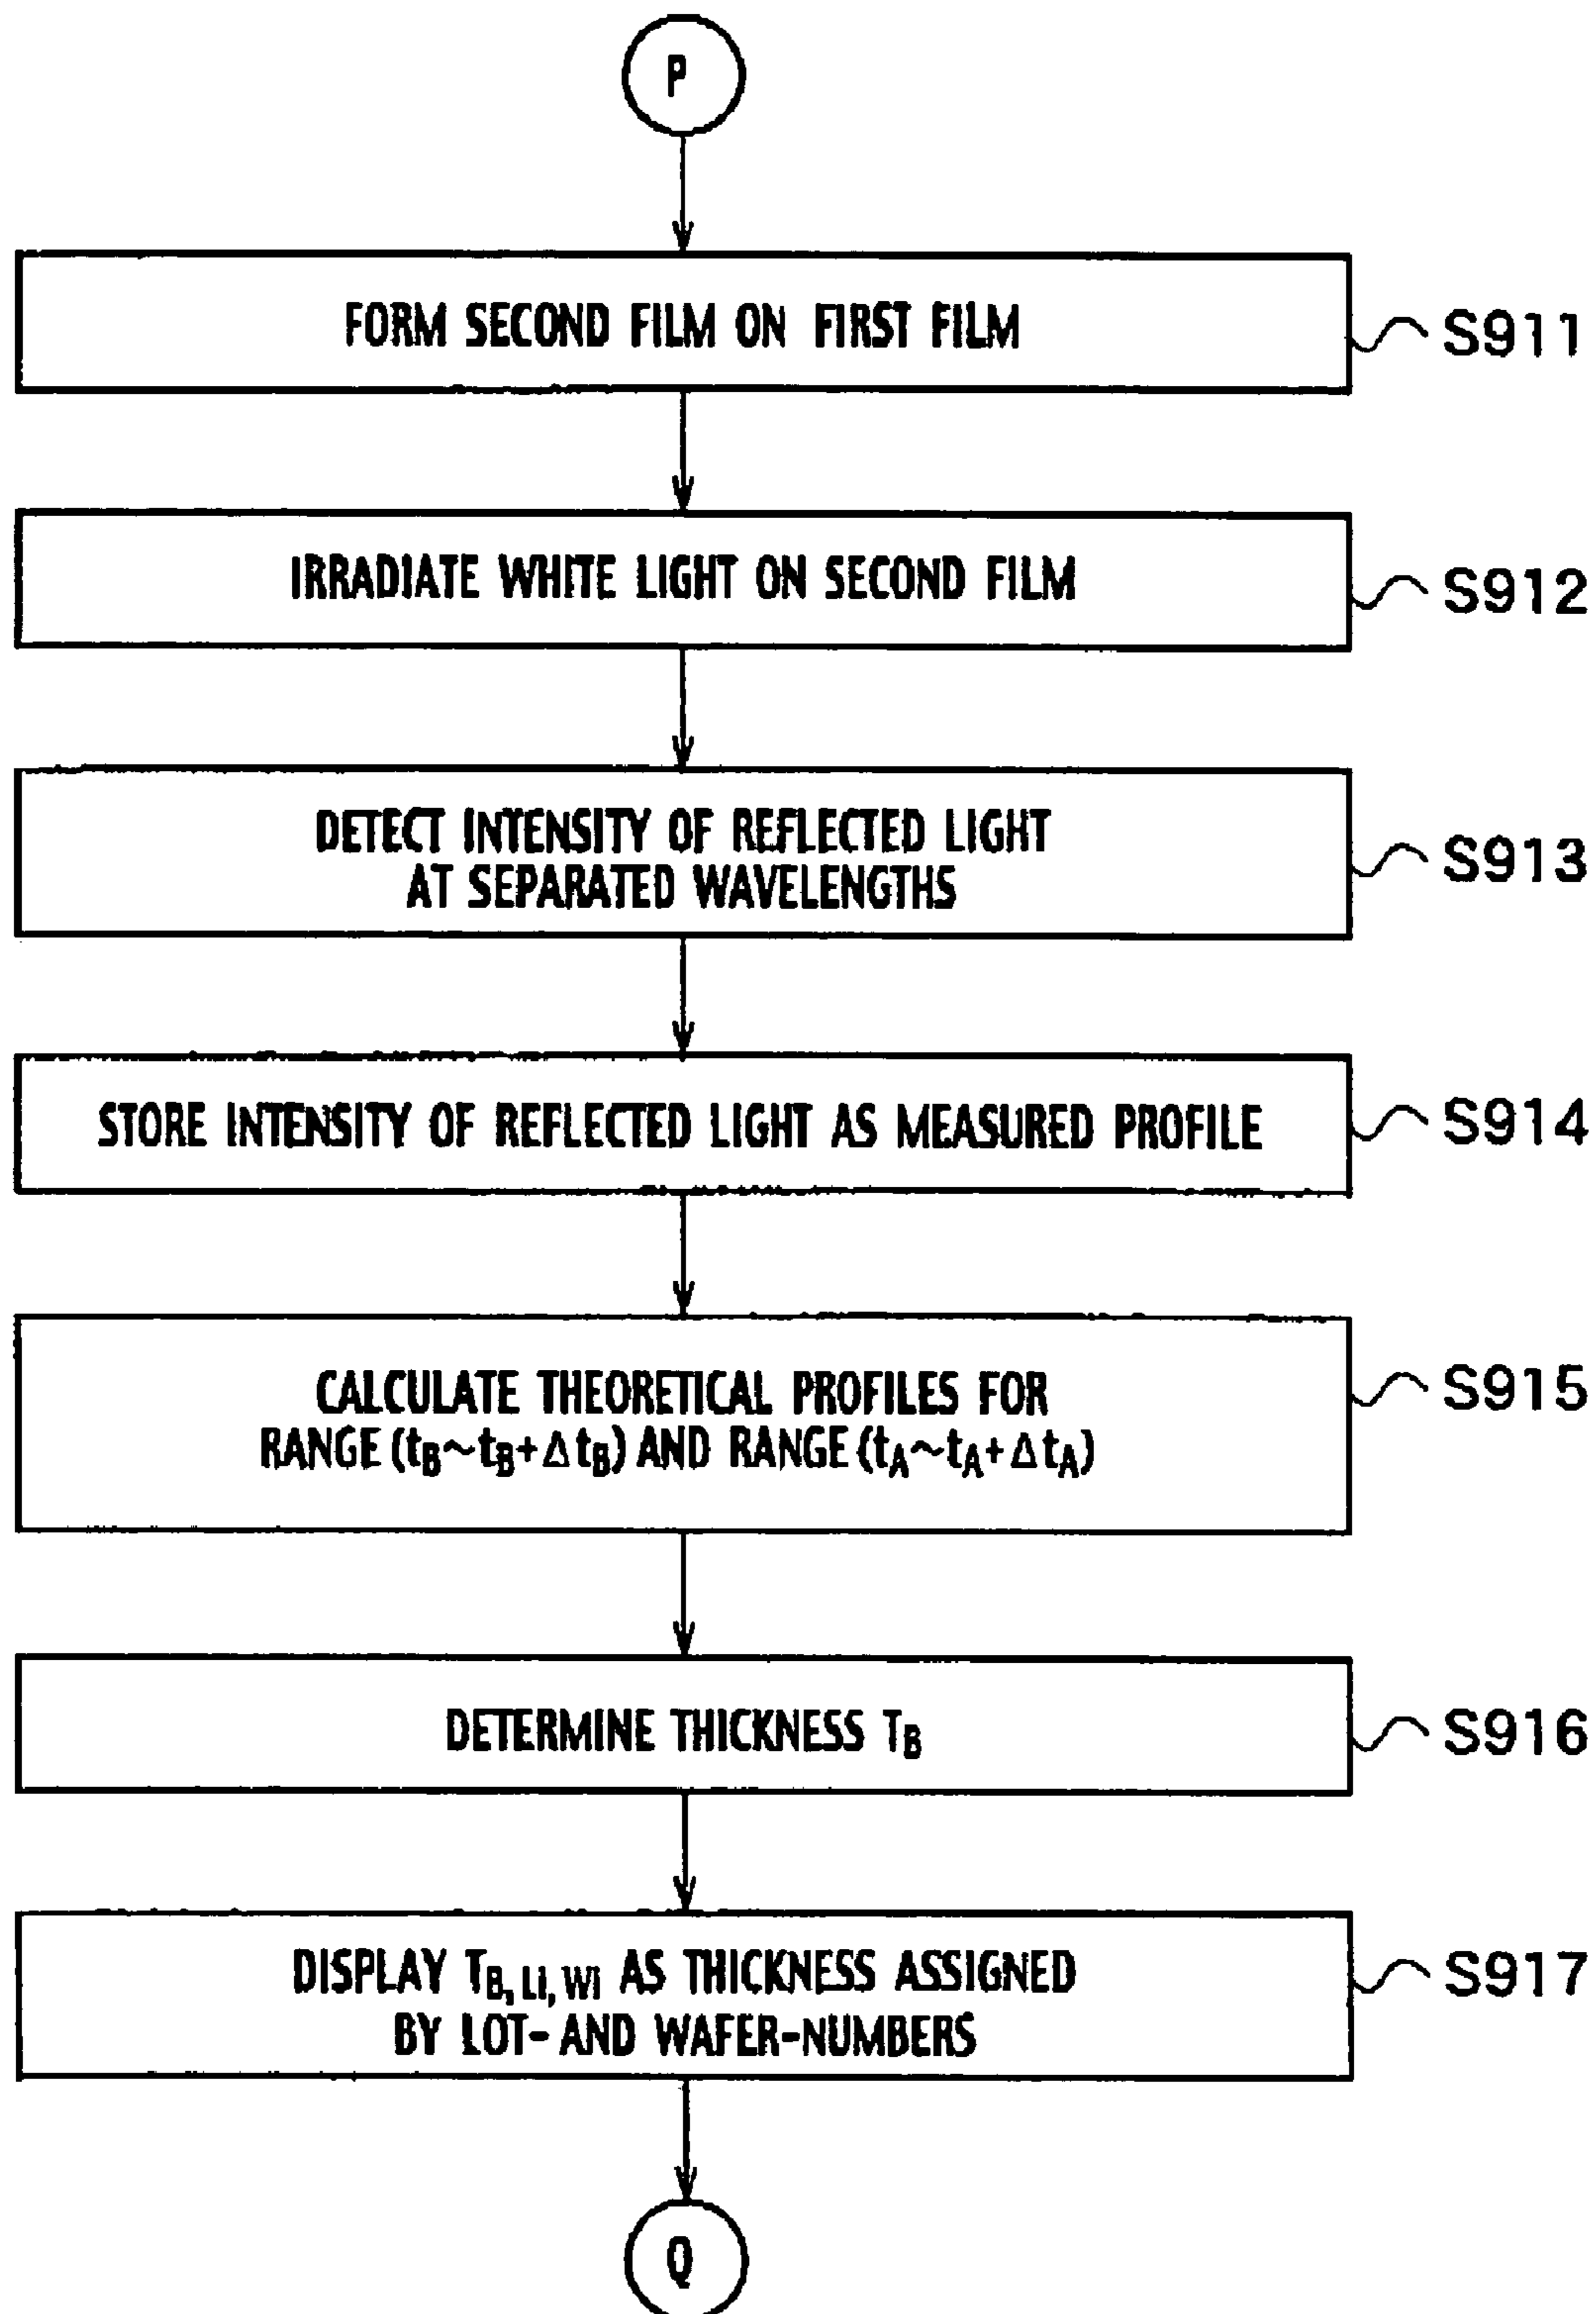 P
FORM SECOND FILM ON FIRST FILM
S911
IRRADIATE WHITE LIGHT ON SECOND FILM
S912
DETECT INTENSITY OF REFLECTED LIGHT
AT SEPARATED WAVELENGTHS
S913
STORE INTENSITY OF REFLECTED LIGHT AS MEASURED PROFILE
S914
CALCULATE THEORETICAL PROFILES FOR
RANGE (tB~tB+ΔtB) AND RANGE (tA~tA+ΔtA)
S915
DETERMINE THICKNESS TB
S916
DISPLAY TB, Li, Wi AS THICKNESS ASSIGNED
BY LOT- AND WAFER-NUMBERS
S917
Q